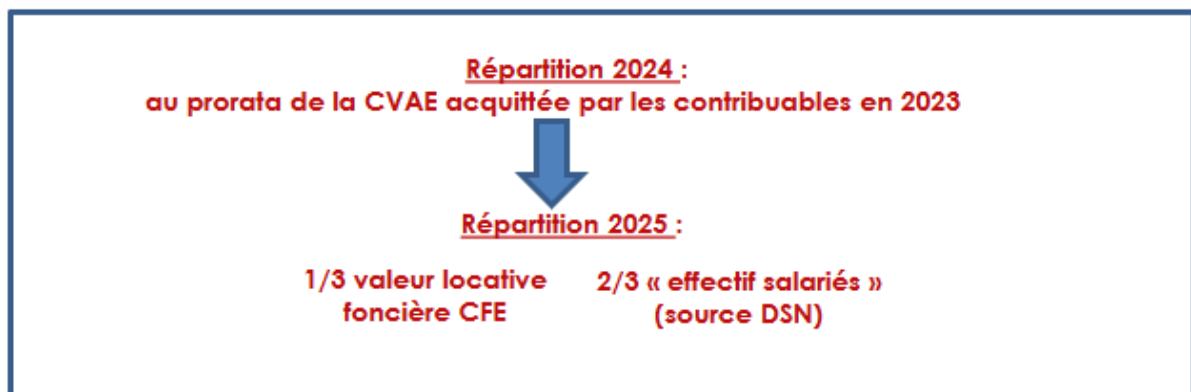 Répartition 2024 :
au prorata de la CVAE acquittée par les contribuables en 2023
Répartition 2025 :
1/3 valeur locative
foncière CFE
2/3 « effectif salariés »
(source DSN)